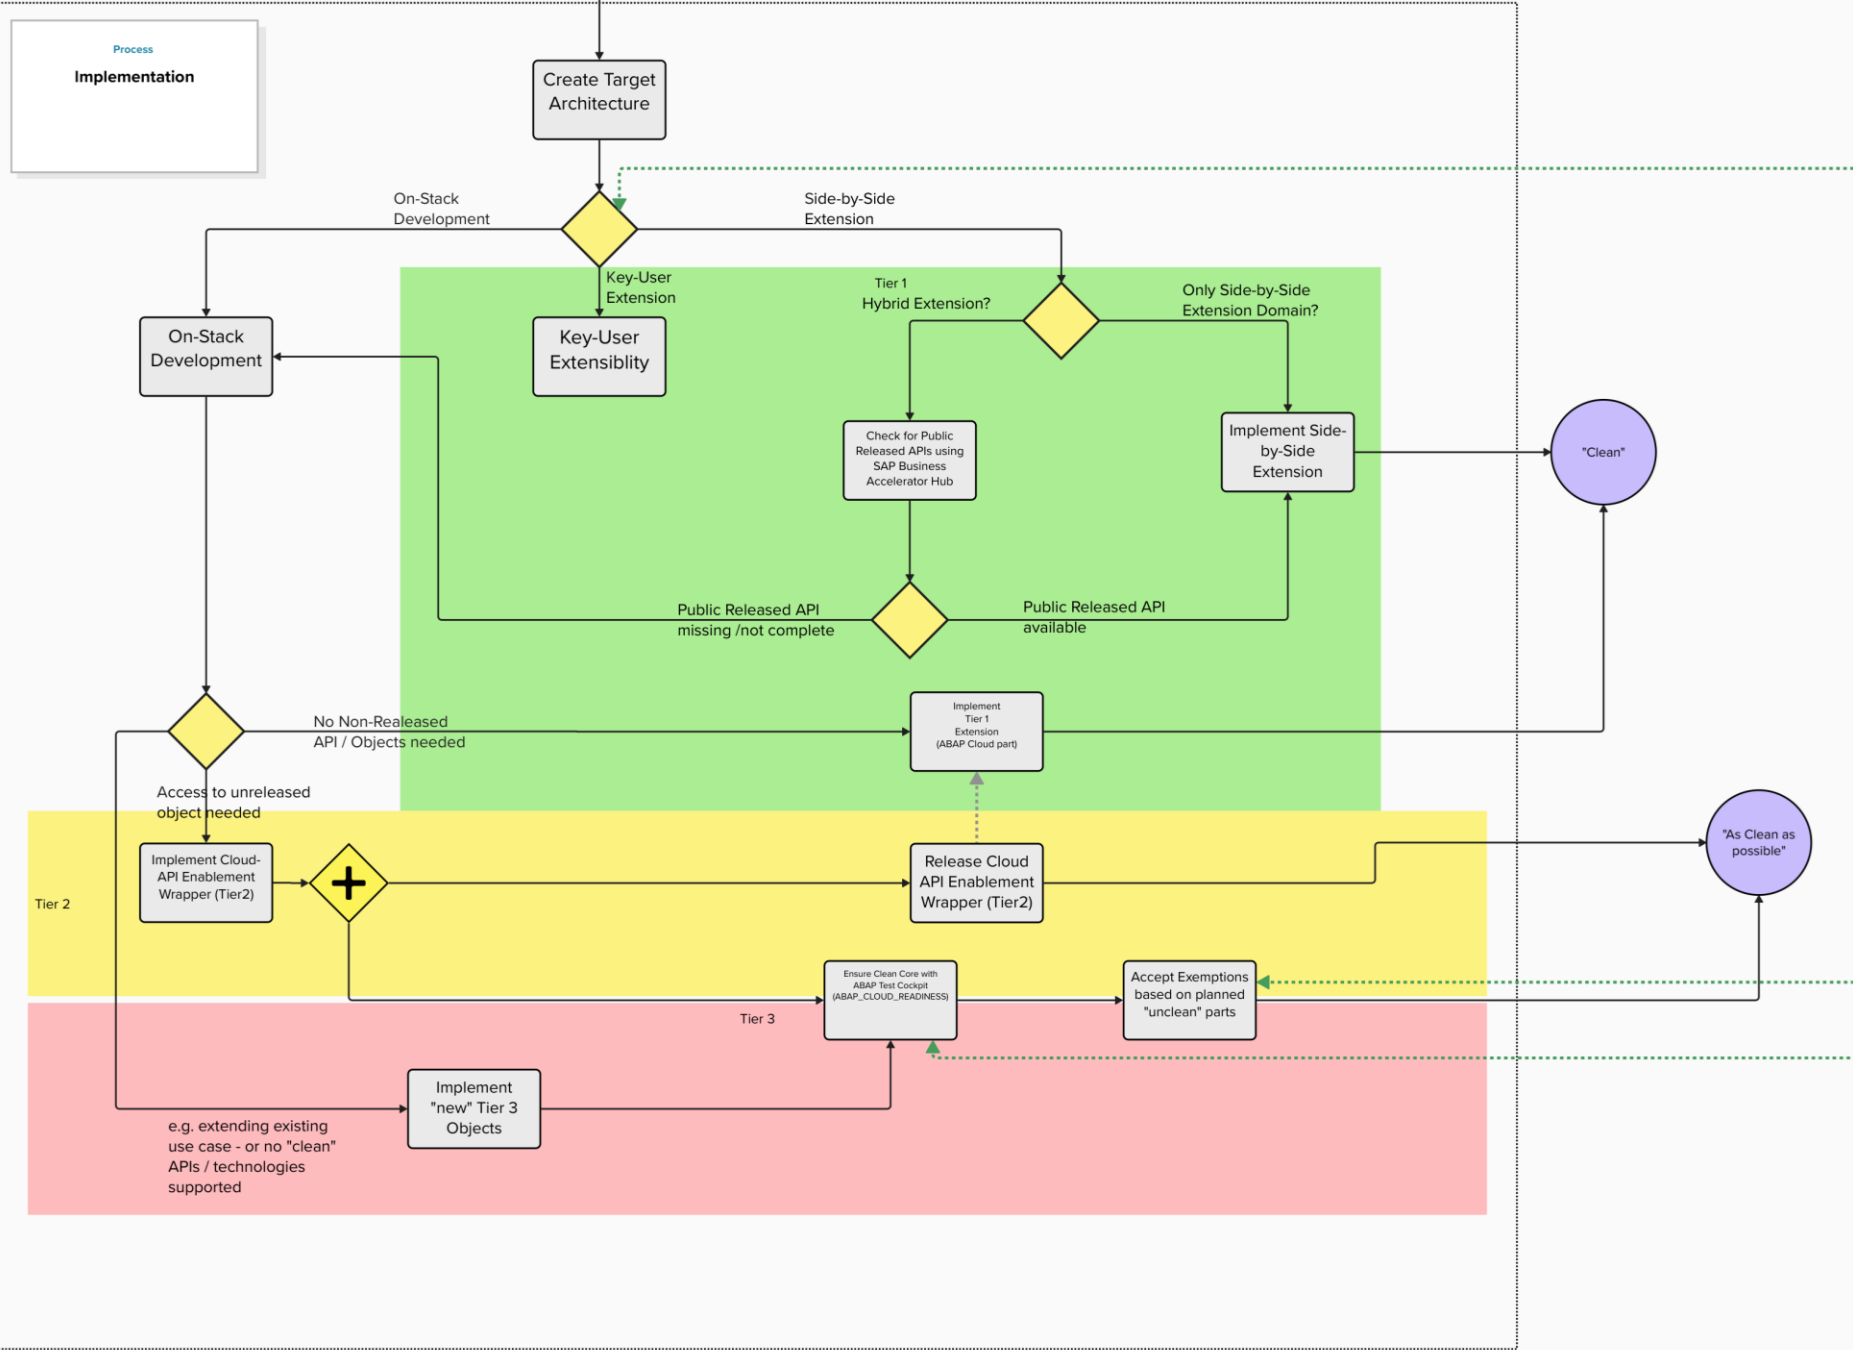 Process
Implementation
Create Target
Architecture
On-Stack
Development
Side-by-Side
Extension
Key-User
Extension
Tier 1
Hybrid Extension?
Only Side-by-Side
Extension Domain?
On-Stack
Development
Key-User
Extensiblity
Check for Public
Released APIs using
SAP Business
Accelerator Hub
Implement Side-
by-Side
Extension
"Clean"
Public Released API
missing /not complete
Public Released API
available
No Non-Realeased
API / Objects needed
Implement
Tier 1
Extension
(ABAP Cloud part)
Access to unreleased
object needed
Tier 2
Implement Cloud-
API Enablement
Wrapper (Tier2)
Release Cloud
API Enablement
Wrapper (Tier2)
"As Clean as
possible"
Ensure Clean Core with
ABAP Test Cockpit
(ABAP_CLOUD_READINESS)
Accept Exemptions
based on planned
"unclean" parts
Tier 3
Implement
"new" Tier 3
Objects
e.g. extending existing
use case - or no "clean"
APIs / technologies
supported